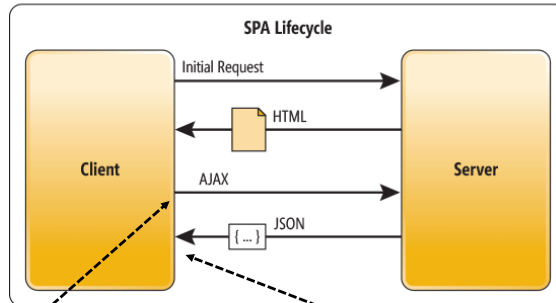 SPA Lifecycle
Initial Request
HTML
Client
Server
AJAX
JSON
{ ... }